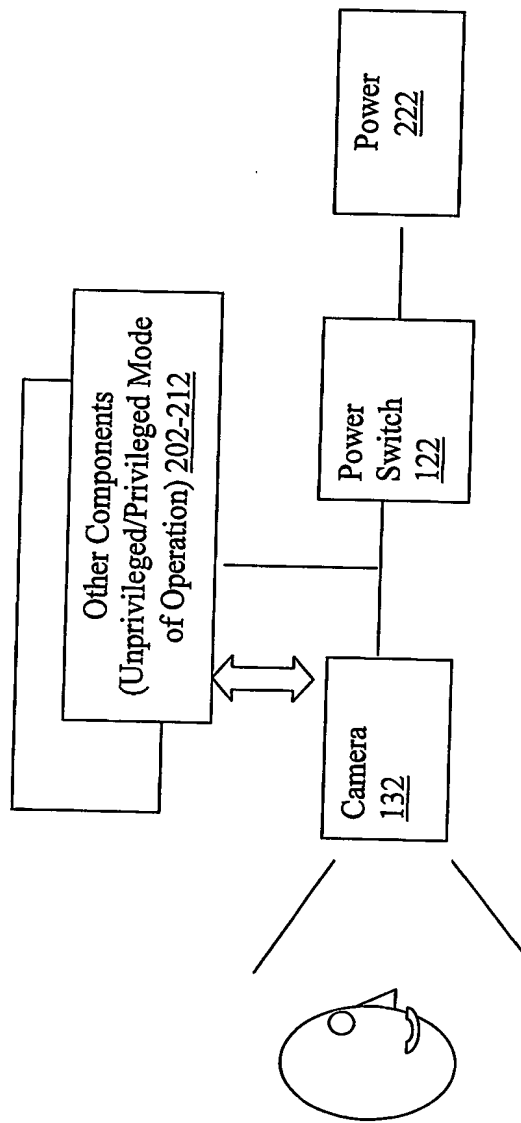 Other Components
(Unprivileged/Privileged Mode
of Operation) 202-212
Camera
132
Power
Switch
122
Power
222